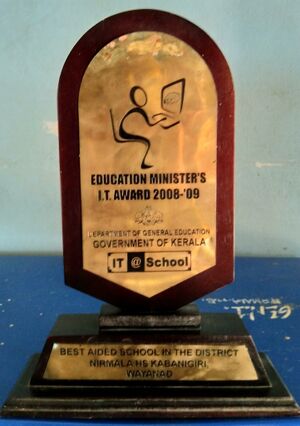 EDUCATION MINISTER'S
I.T. AWARD 2008-'09
DEPARTMENT OF GENERAL EDUCATION
GOVERNMENT OF KERALA
IT @ School
BEST AIDED SCHOOL IN THE DISTRICT
NIRMALA HS KABANIGIRI
WAYANAD